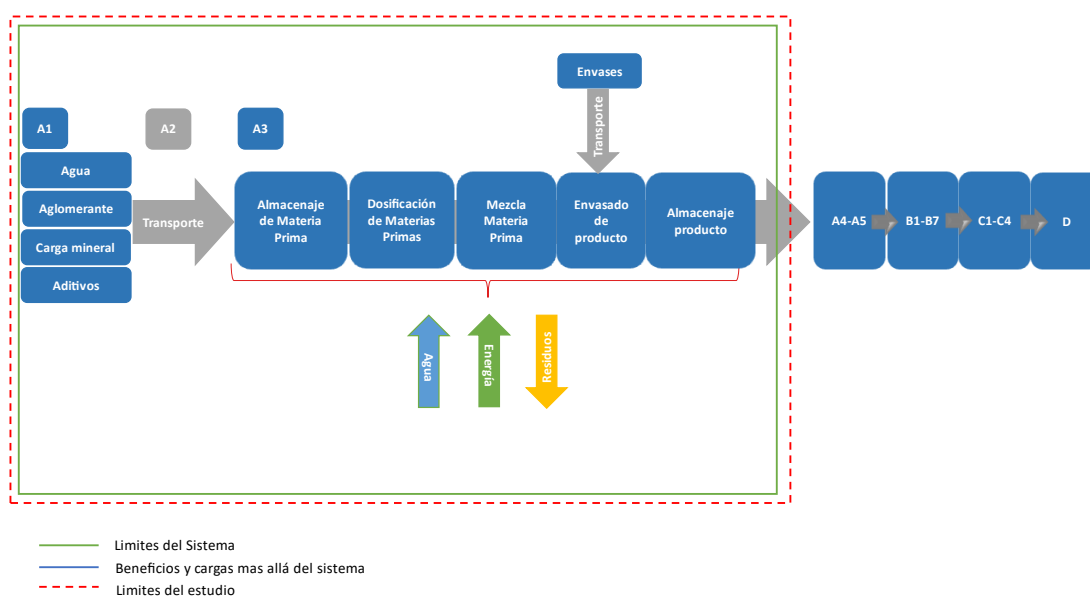 Envases
Transporte
A1
A2
A3
Agua
Aglomerante
Carga mineral
Aditivos
Transporte
Almacenaje
de Materia
Prima
Dosificación
de Materias
Primas
Mezcla
Materia
Prima
Envasado
de
producto
Almacenaje
producto
A4-A5
B1-B7
C1-C4
D
Agua
Energía
Residuos
Limites del Sistema
Beneficios y cargas mas allá del sistema
Limites del estudio